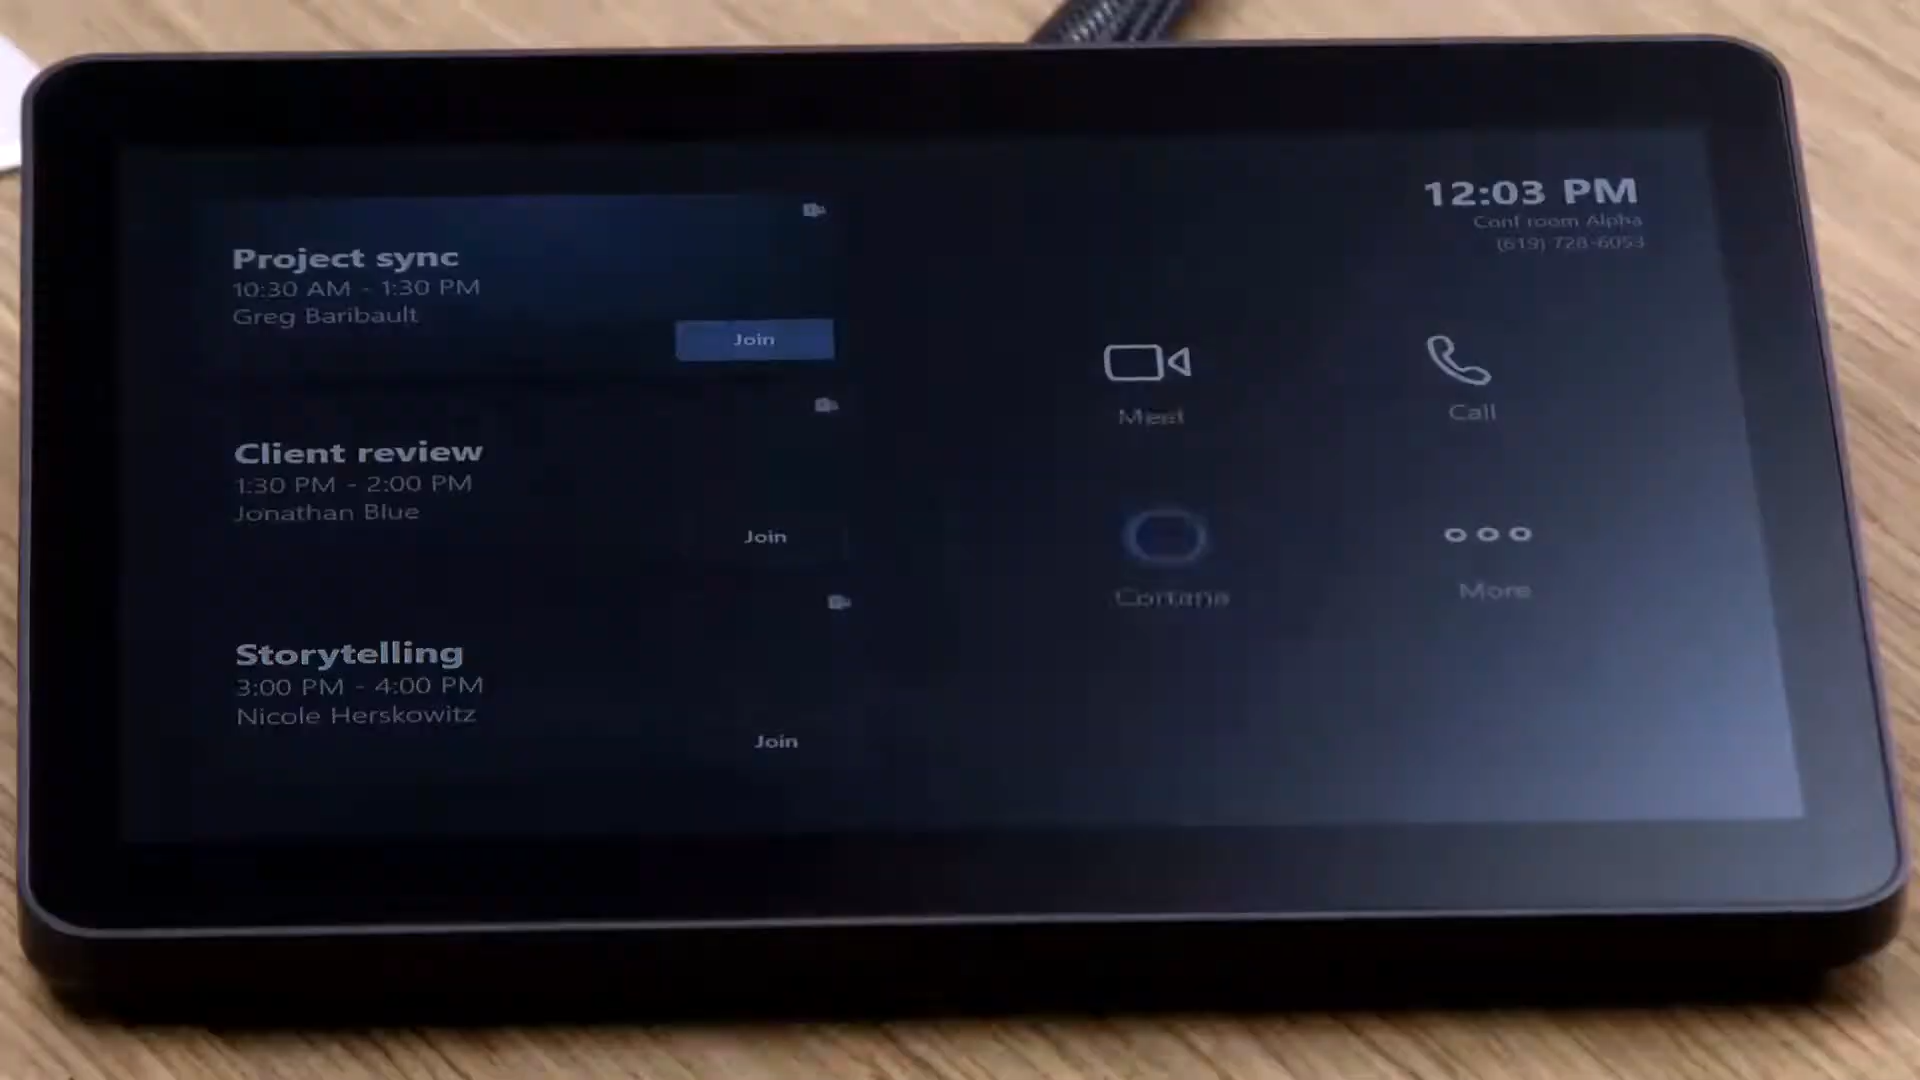 Project sync
10:30 AM - 1:30 PM
Greg Baribault
Join
Client review
1:30 PM - 2:00 PM
Jonathan Blue
Join
Storytelling
3:00 PM - 4:00 PM
Nicole Herskowitz
Join
12:03 PM
Conf room Alpha
(619) 728-6053
Meet
Call
Cortana
More